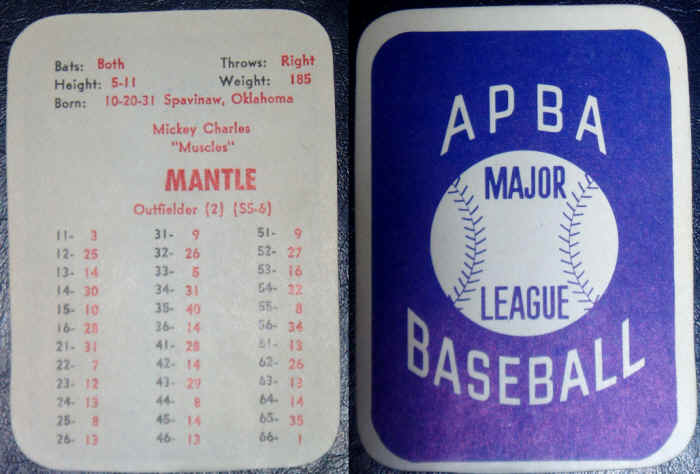 Bats: Both Throws: Right
Height: 5-11 Weight: 185
Born: 10-20-31 Spavinaw, Oklahoma
Mickey Charles
"Muscles"
MANTLE
Outfielder (2) (SS-6)
11- 3 31- 9 51- 9
12- 25 32- 26 52- 27
13- 14 33- 5 53- 16
14- 30 34- 31 54- 22
15- 10 35- 40 55- 8
16- 28 36- 14 56- 34
21- 31 41- 28 61- 13
22- 7 42- 14 62- 26
23- 12 43- 29 63- 13
24- 13 44- 8 64- 14
25- 8 45- 14 65- 35
26- 13 46- 13 66- 1
APBA
MAJOR
LEAGUE
BASEBALL